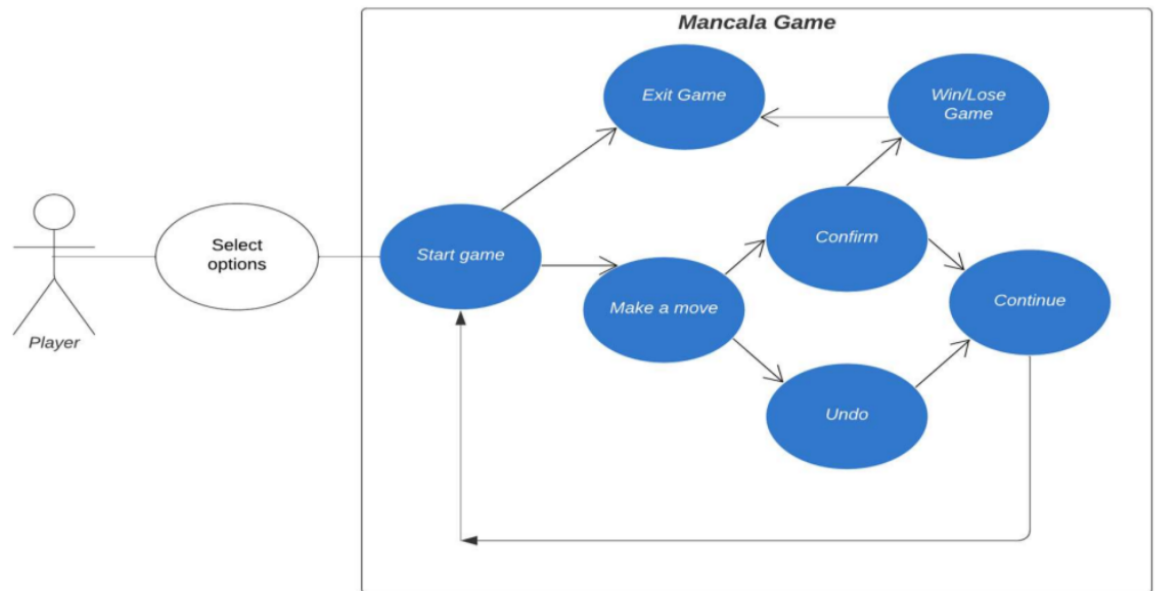 Mancala Game
Exit Game
Win/Lose
Game
Select
options
Start game
Confirm
Make a move
Continue
Player
Undo